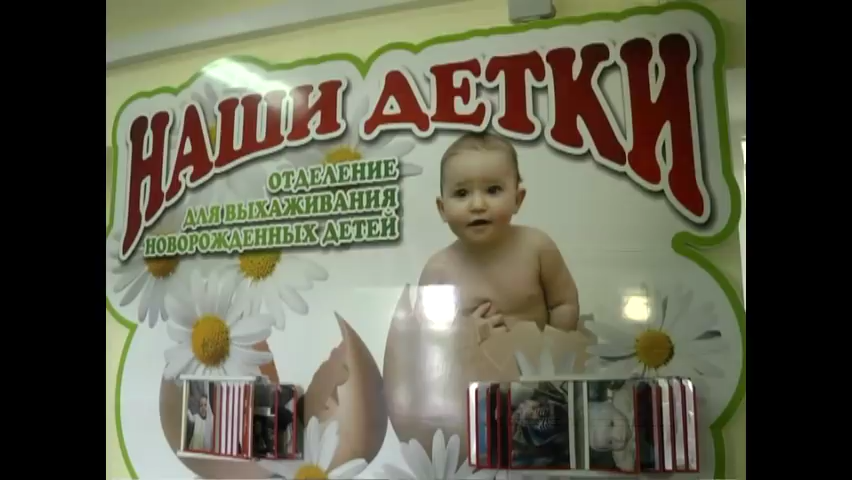 НАШИ ДЕТКИ
ОТДЕЛЕНИЕ
ДЛЯ ВЫХАЖИВАНИЯ
НОВОРОЖДЕННЫХ ДЕТЕЙ